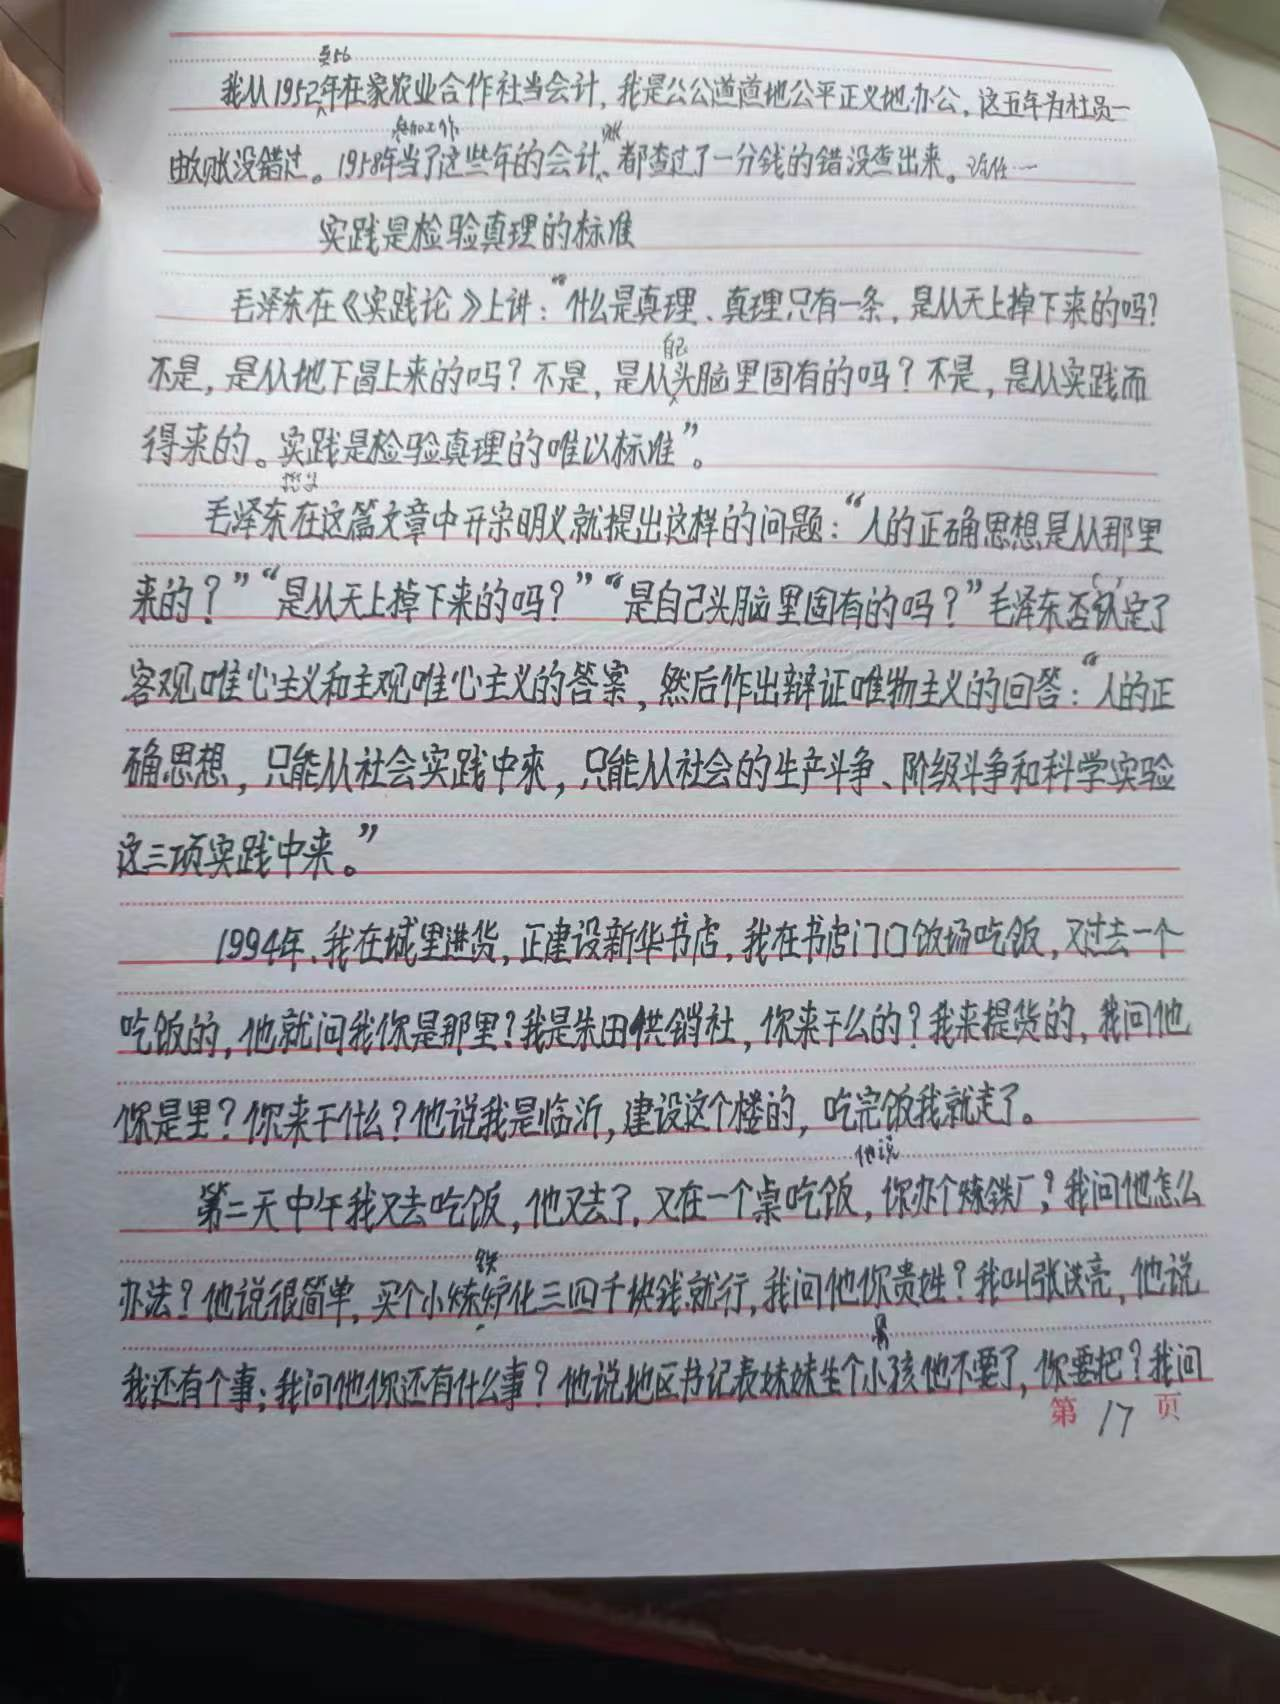 至56
我从1952年在家农业合作社当会计，我是公公道道地公平正义地办公，这五年为社员一
由账没错过。1958年当了这些年的会计、都查过了一分钱的错没查出来。
参加工作
账
实践是检验真理的标准
毛泽东在《实践论》上讲：“什么是真理、真理只有一条，是从天上掉下来的吗？
自己
不是，是从地下冒上来的吗？不是，是从头脑里固有的吗？不是，是从实践而
得来的。实践是检验真理的唯以标准”。
毛泽东在这篇文章中开宗明义就提出这样的问题：“人的正确思想是从那里
来的？”“是从天上掉下来的吗？”“是自己头脑里固有的吗？”毛泽东否认定了
客观唯心主义和主观唯心主义的答案，然后作出辩证唯物主义的回答：“人的正
确思想，只能从社会实践中来，只能从社会的生产斗争、阶级斗争和科学实验
这三项实践中来。”
1994年、我在城里进货，正建设新华书店，我在书店门口饭场吃饭，又过去一个
吃饭的，他就问我你是那里？我是朱田供销社，你来干么的？我来提货的，我问他
你是里？你来干什么？他说我是临沂，建设这个楼的，吃完饭我就走了。
他说
第二天中午我又去吃饭，他又去了，又在一个桌吃饭，你办个炼铁厂？我问他怎么
铁
办法？他说很简单，买个小炼炉化三四千块钱就行，我问他你贵姓？我叫张洪亮，他说
男
我还有个事；我问他你还有什么事？他说地区书记表妹妹生个小孩他不要了，你要把？我问
第 17 页